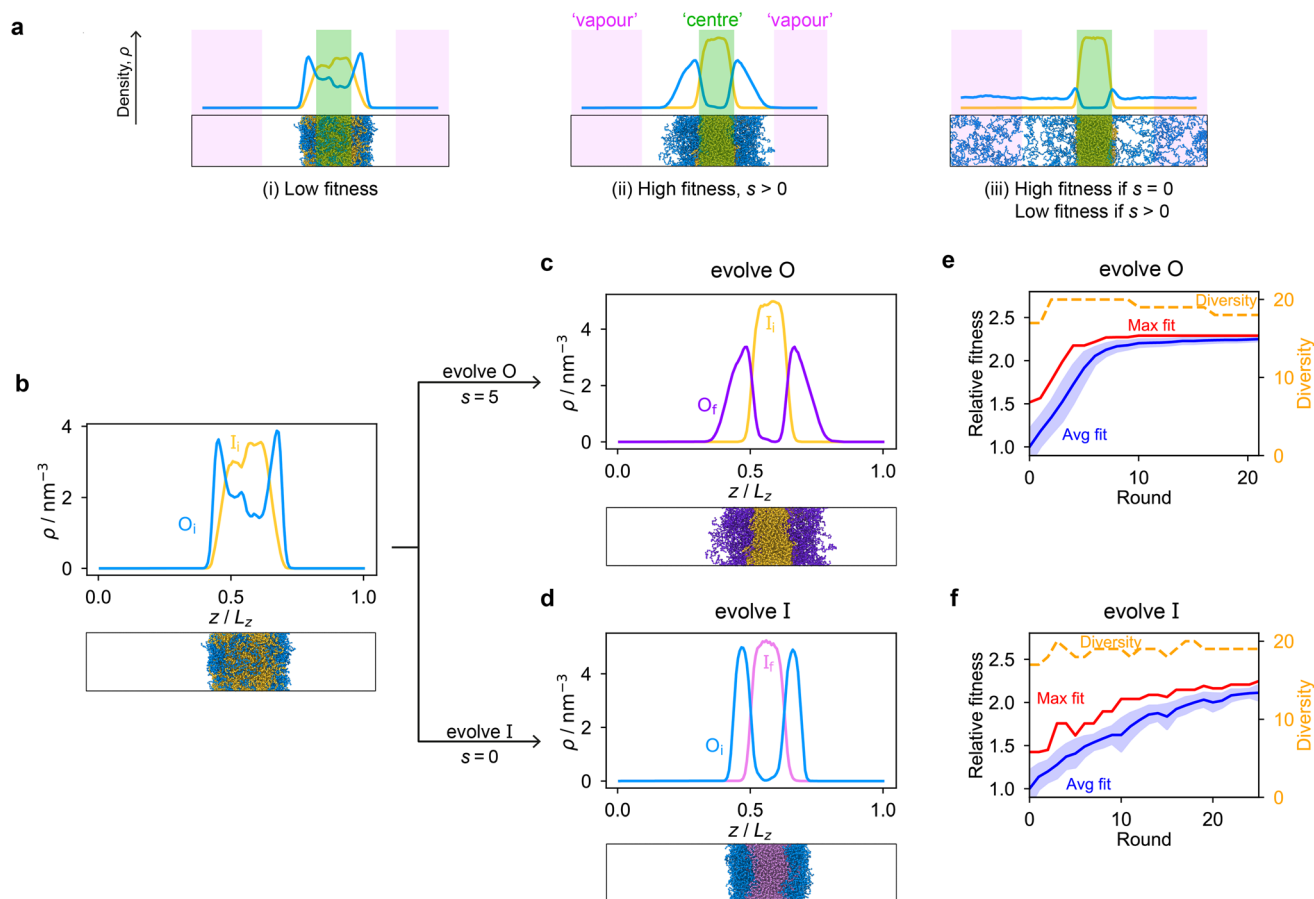 a
Density, ρ
‘vapour’
‘centre’
‘vapour’
(i) Low fitness
(ii) High fitness, s > 0
(iii) High fitness if s = 0
Low fitness if s > 0
b
4
2
0
ρ / nm⁻³
Iᵢ
Oᵢ
0.0
0.5
1.0
z / L_z
evolve O
s = 5
evolve I
s = 0
c
evolve O
4
2
0
ρ / nm⁻³
Iᵢ
O_f
0.0
0.5
1.0
z / L_z
d
evolve I
4
2
0
ρ / nm⁻³
I_f
Oᵢ
0.0
0.5
1.0
z / L_z
e
evolve O
Relative fitness
2.5
2.0
1.5
1.0
Diversity
Max fit
Avg fit
20
15
10
5
0
Diversity
0
10
20
Round
f
evolve I
Relative fitness
2.5
2.0
1.5
1.0
Diversity
Max fit
Avg fit
20
10
0
Diversity
0
10
20
Round